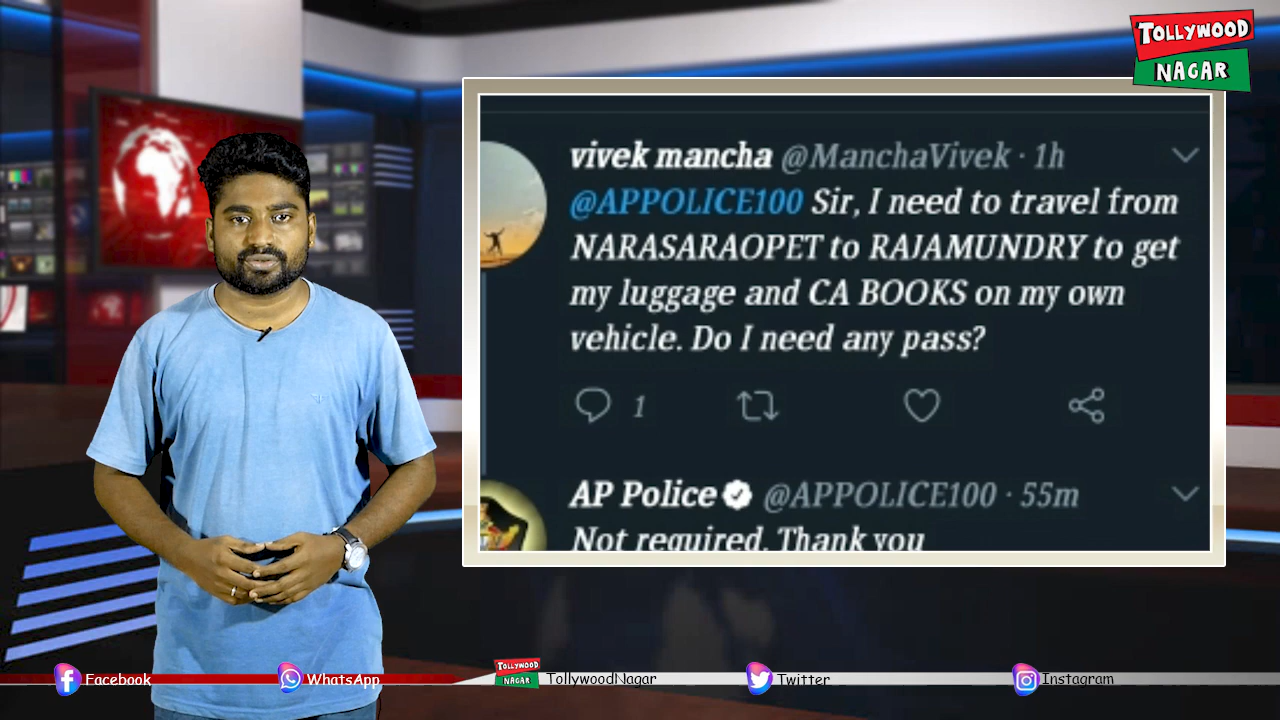 TOLLYWOOD
NAGAR
vivek mancha @ManchaVivek · 1h
@APPOLICE100 Sir, I need to travel from
NARASARAOPET to RAJAMUNDRY to get
my luggage and CA BOOKS on my own
vehicle. Do I need any pass?
1
AP Police @APPOLICE100 · 55m
Not required. Thank you
Facebook
WhatsApp
TOLLYWOOD
NAGAR
TollywoodNagar
Twitter
Instagram